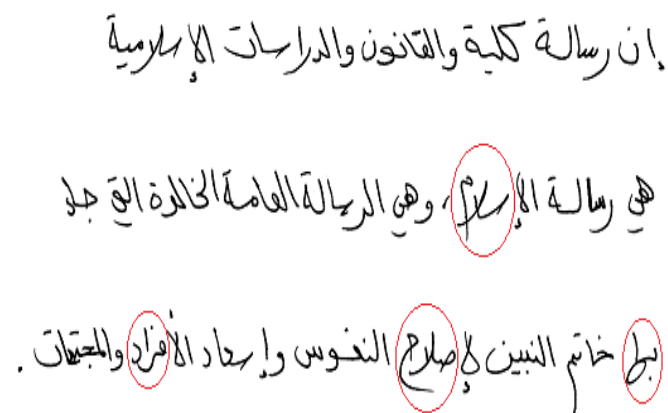 إن رسالة كلية والقانون والدراسات الإسلامية
هي رسالة الإسلام، وهي الرسالة العامة الخالدة التي جاء
بها خاتم النبين لإصلاح النفوس وإسعاد الأفراد والمجتمعات .